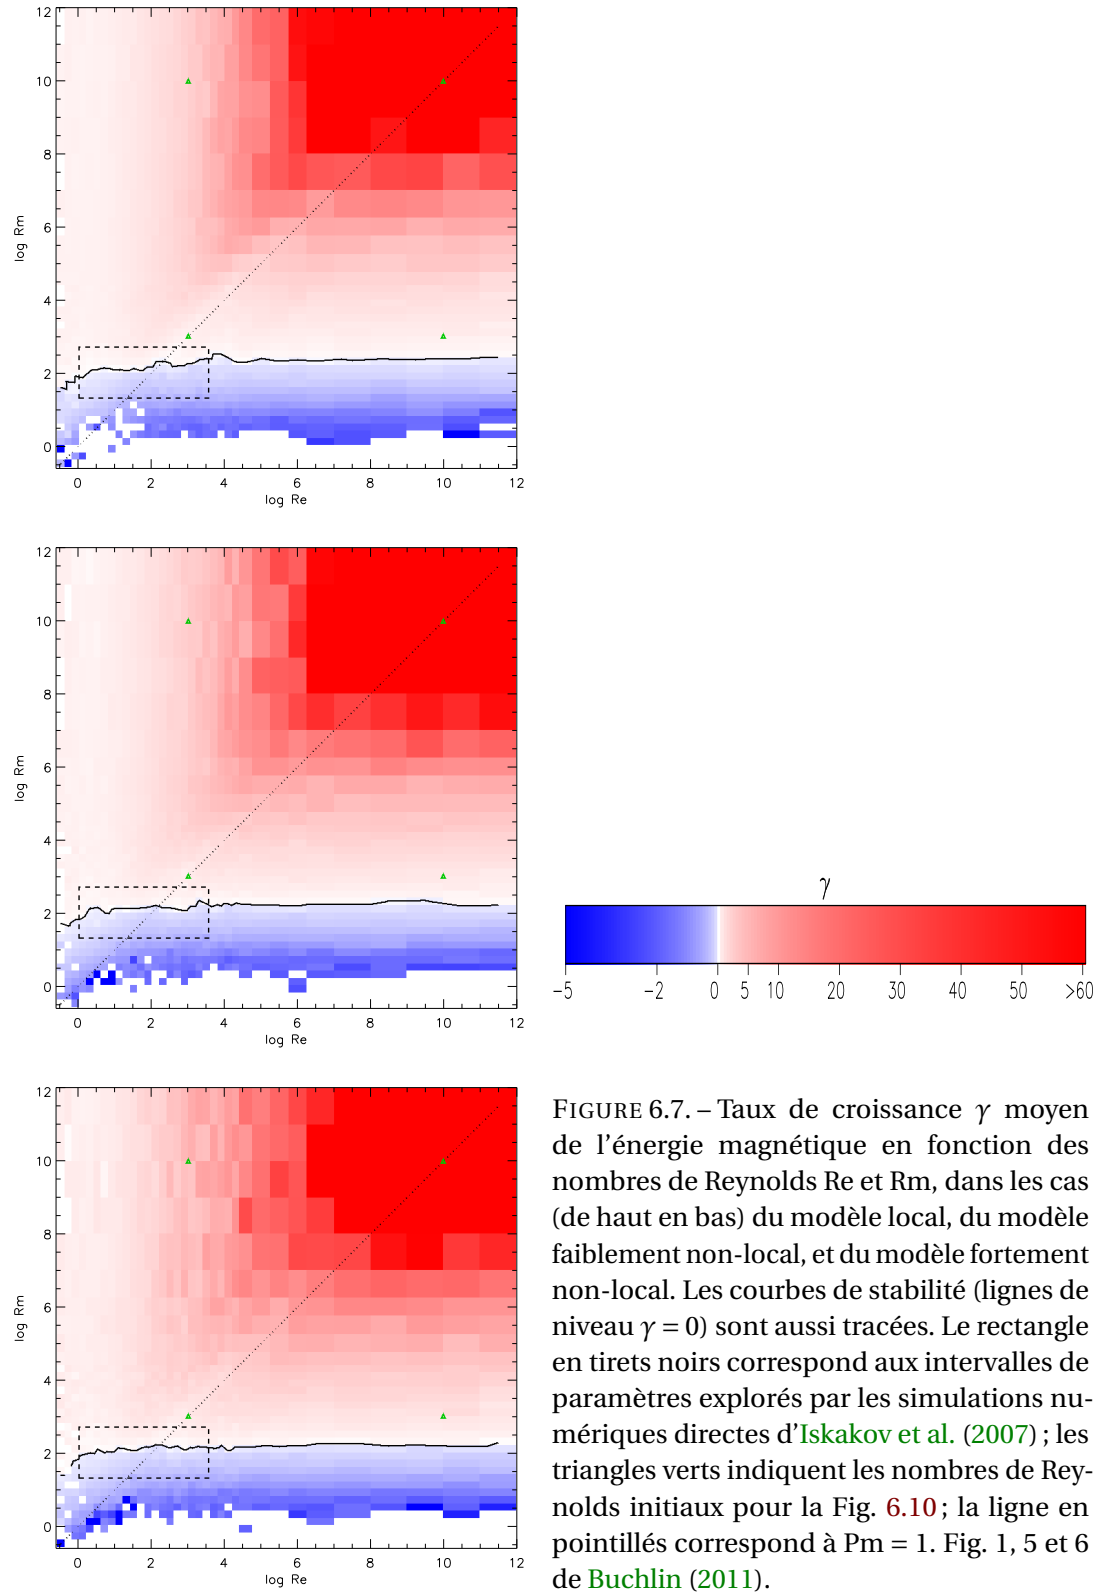 12
10
8
6
4
2
0
log Rm
0 2 4 6 8 10 12
log Re
12
10
8
6
4
2
0
log Rm
0 2 4 6 8 10 12
log Re
γ
-5 -2 0 5 10 20 30 40 50 >60
12
10
8
6
4
2
0
log Rm
0 2 4 6 8 10 12
log Re
FIGURE 6.7. – Taux de croissance γ moyen
de l'énergie magnétique en fonction des
nombres de Reynolds Re et Rm, dans les cas
(de haut en bas) du modèle local, du modèle
faiblement non-local, et du modèle fortement
non-local. Les courbes de stabilité (lignes de
niveau γ = 0) sont aussi tracées. Le rectangle
en tirets noirs correspond aux intervalles de
paramètres explorés par les simulations nu-
mériques directes d'Iskakov et al. (2007) ; les
triangles verts indiquent les nombres de Rey-
nolds initiaux pour la Fig. 6.10 ; la ligne en
pointillés correspond à Pm = 1. Fig. 1, 5 et 6
de Buchlin (2011).